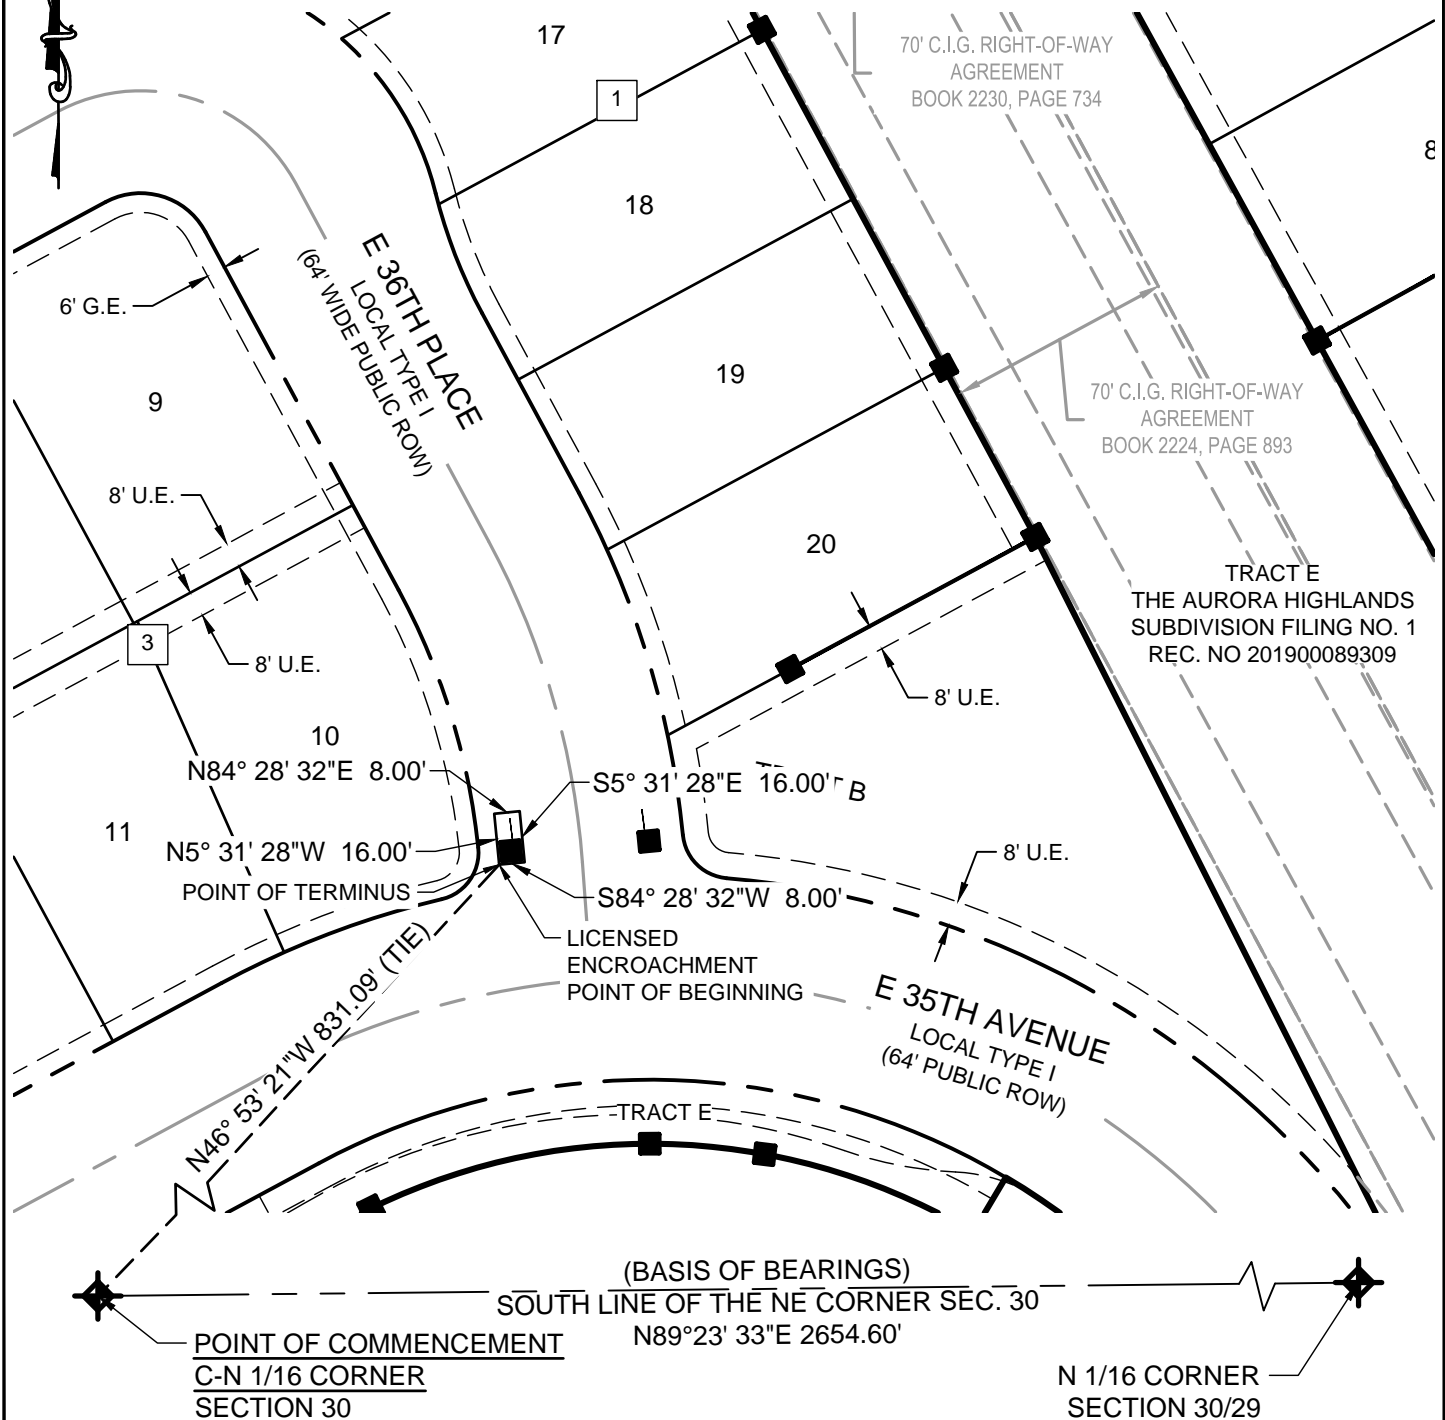 17
70' C.I.G. RIGHT-OF-WAY
AGREEMENT
BOOK 2230, PAGE 734
1
8
18
E 36TH PLACE
LOCAL TYPE I
(64' WIDE PUBLIC ROW)
6' G.E.
19
9
70' C.I.G. RIGHT-OF-WAY
AGREEMENT
BOOK 2224, PAGE 893
8' U.E.
20
TRACT E
THE AURORA HIGHLANDS
SUBDIVISION FILING NO. 1
REC. NO 201900089309
3
8' U.E.
8' U.E.
10
N84° 28' 32"E 8.00'
S5° 31' 28"E 16.00'
B
11
N5° 31' 28"W 16.00'
8' U.E.
POINT OF TERMINUS
S84° 28' 32"W 8.00'
LICENSED
ENCROACHMENT
POINT OF BEGINNING
N46° 53' 21"W 831.09' (TIE)
E 35TH AVENUE
LOCAL TYPE I
(64' PUBLIC ROW)
TRACT E
(BASIS OF BEARINGS)
SOUTH LINE OF THE NE CORNER SEC. 30
N89°23' 33"E 2654.60'
POINT OF COMMENCEMENT
C-N 1/16 CORNER
SECTION 30
N 1/16 CORNER
SECTION 30/29